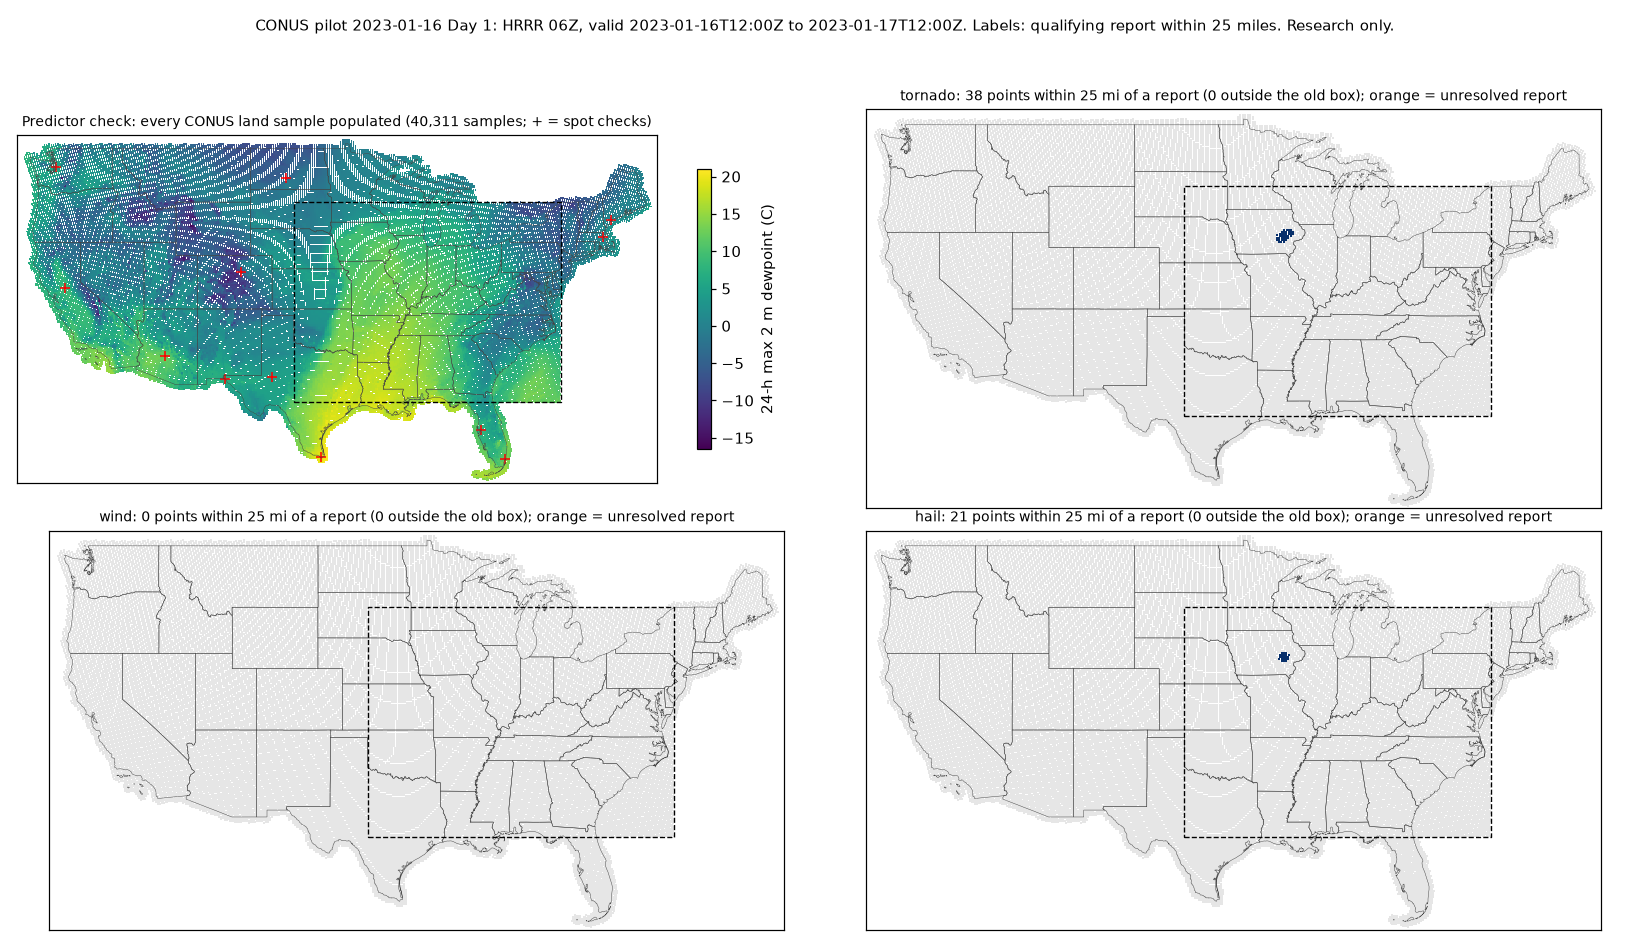 CONUS pilot 2023-01-16 Day 1: HRRR 06Z, valid 2023-01-16T12:00Z to 2023-01-17T12:00Z. Labels: qualifying report within 25 miles. Research only.
Predictor check: every CONUS land sample populated (40,311 samples; + = spot checks)
20
15
10
5
0
−5
−10
−15
24-h max 2 m dewpoint (C)
tornado: 38 points within 25 mi of a report (0 outside the old box); orange = unresolved report
wind: 0 points within 25 mi of a report (0 outside the old box); orange = unresolved report
hail: 21 points within 25 mi of a report (0 outside the old box); orange = unresolved report